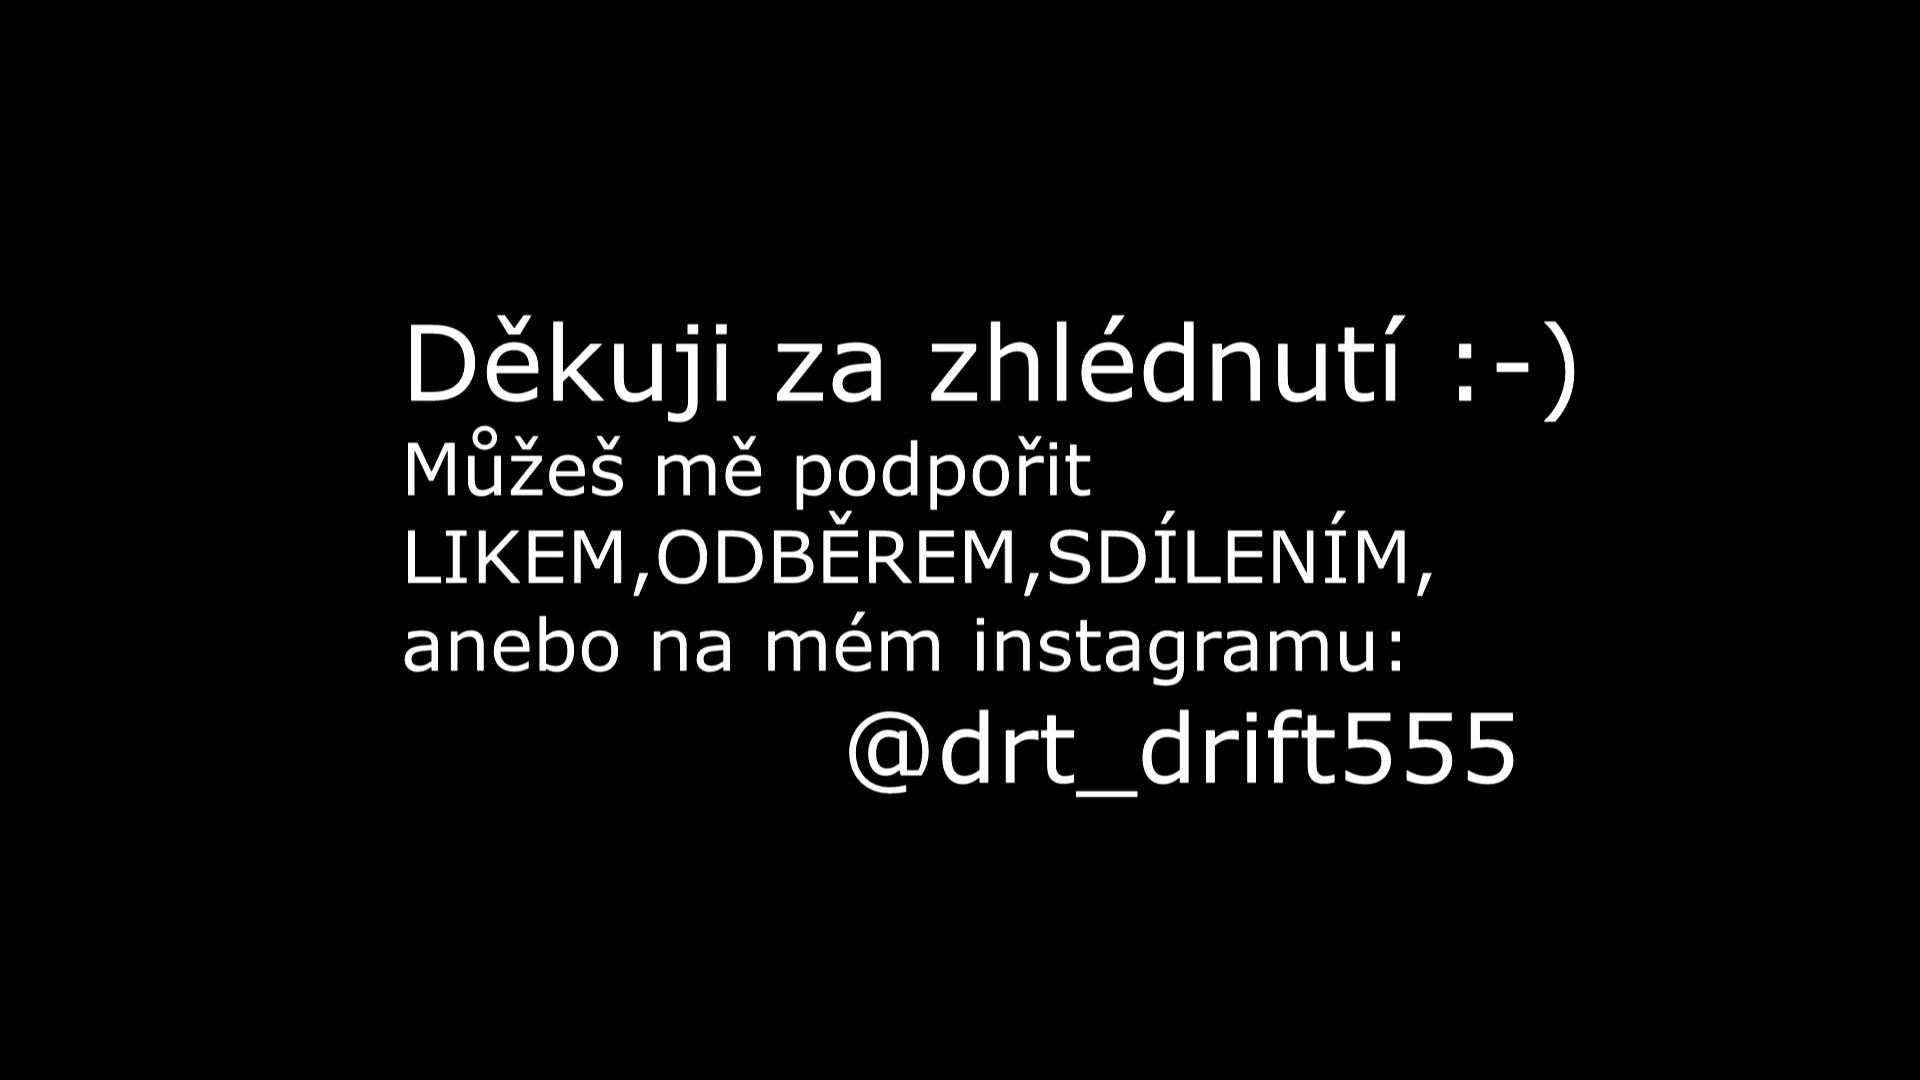 Děkuji za zhlédnutí :-)
Můžeš mě podpořit
LIKEM,ODBĚREM,SDÍLENÍM,
anebo na mém instagramu:
@drt_drift555